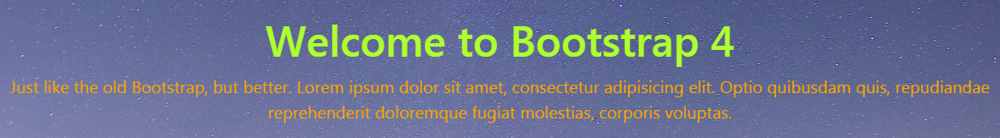 Welcome to Bootstrap 4
Just like the old Bootstrap, but better. Lorem ipsum dolor sit amet, consectetur adipisicing elit. Optio quibusdam quis, repudiandae
reprehenderit doloremque fugiat molestias, corporis voluptas.